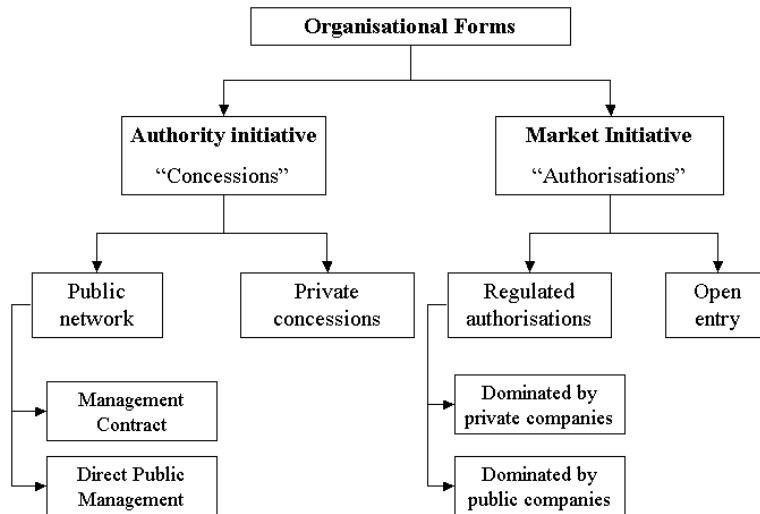 Organisational Forms
Authority initiative
“Concessions”
Market Initiative
“Authorisations”
Public
network
Private
concessions
Regulated
authorisations
Open
entry
Management
Contract
Direct Public
Management
Dominated by
private companies
Dominated by
public companies